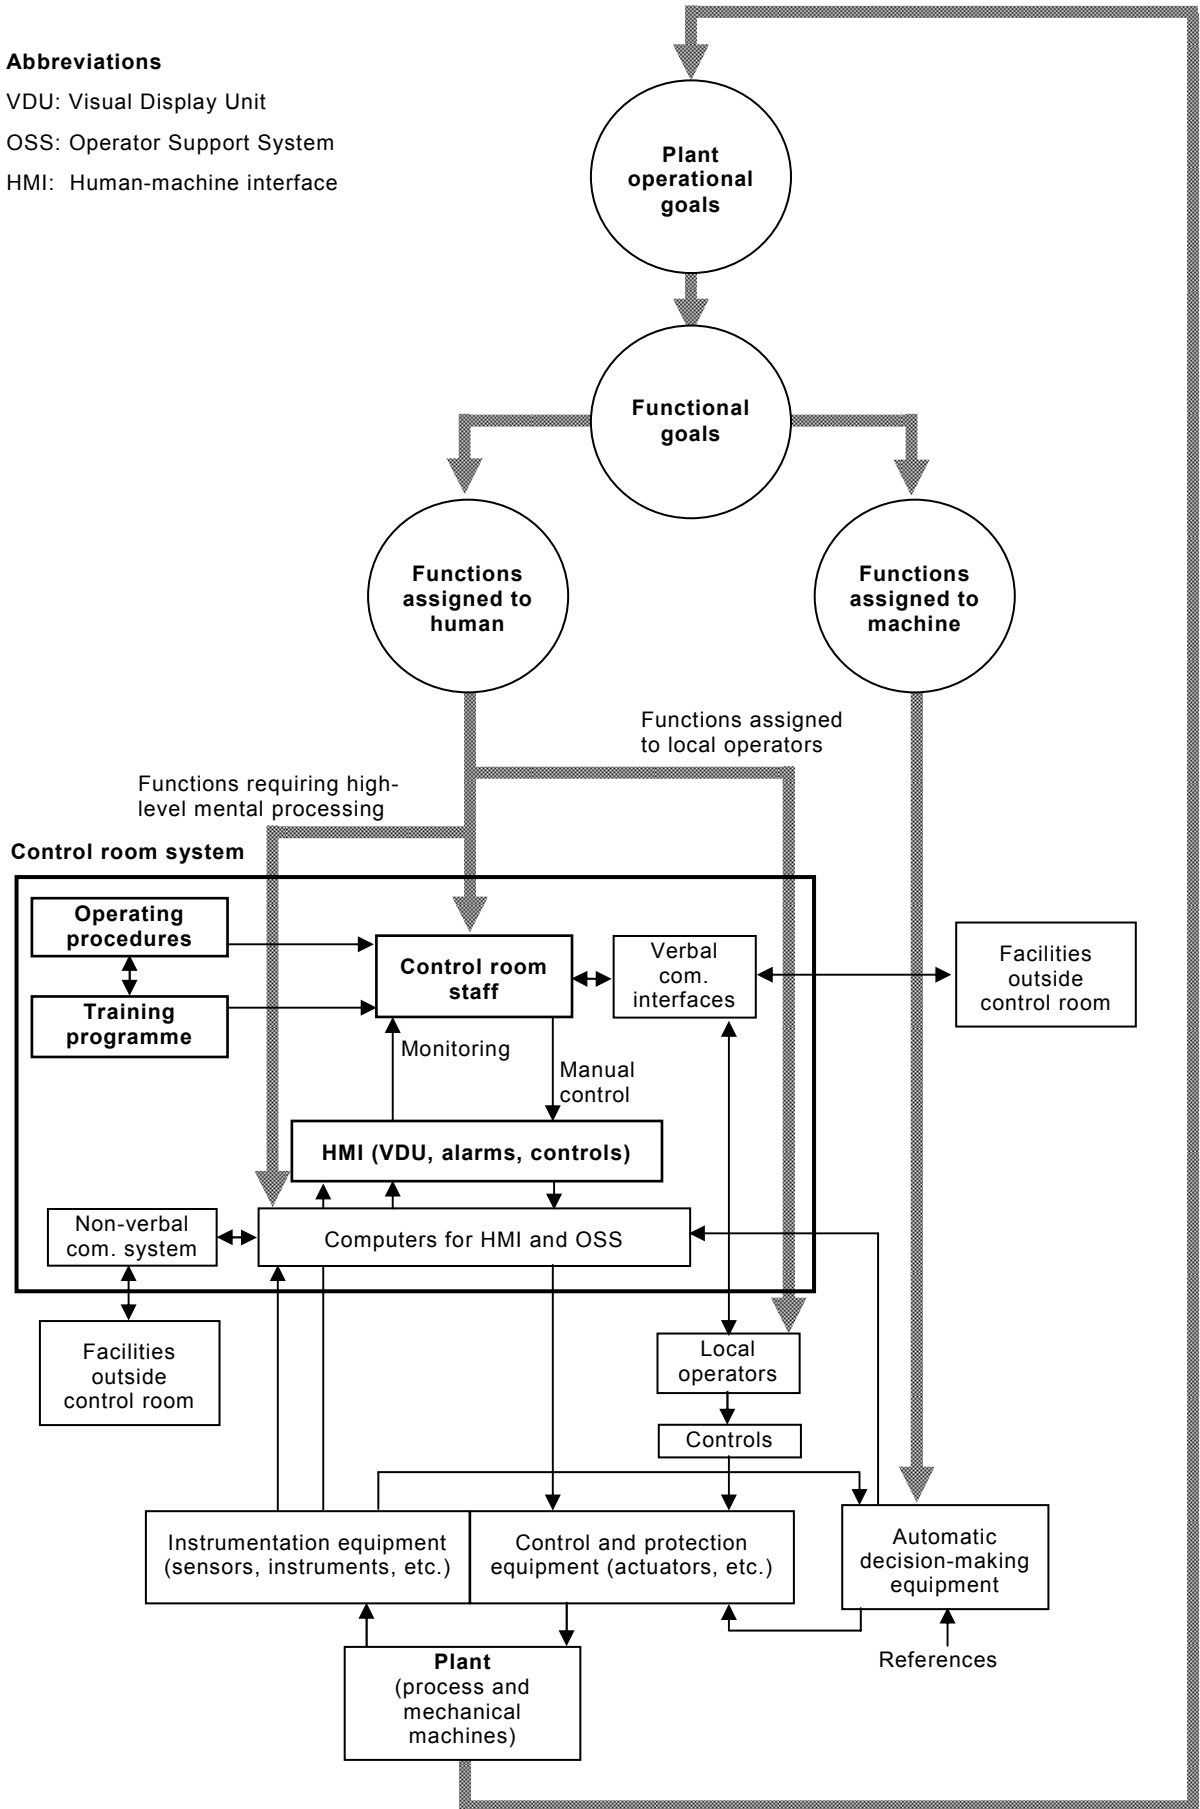 Abbreviations
VDU: Visual Display Unit
OSS: Operator Support System
HMI: Human-machine interface
Plant
operational
goals
Functional
goals
Functions
assigned to
human
Functions
assigned to
machine
Functions assigned
to local operators
Functions requiring high-
level mental processing
Control room system
Operating
procedures
Training
programme
Control room
staff
Verbal
com.
interfaces
Facilities
outside
control room
Monitoring
Manual
control
HMI (VDU, alarms, controls)
Non-verbal
com. system
Computers for HMI and OSS
Facilities
outside
control room
Local
operators
Controls
Instrumentation equipment
(sensors, instruments, etc.)
Control and protection
equipment (actuators, etc.)
Automatic
decision-making
equipment
References
Plant
(process and
mechanical
machines)